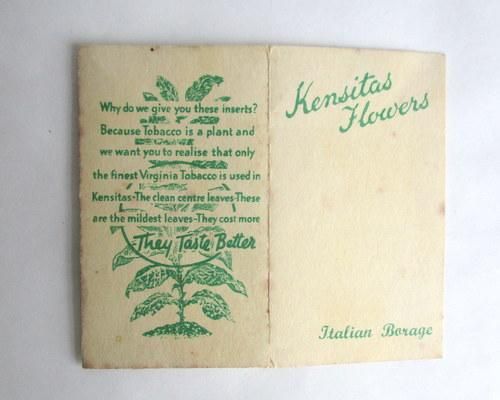 Why do we give you these inserts?
Because Tobacco is a plant and
we want you to realise that only
the finest Virginia Tobacco is used in
Kensitas-The clean centre leaves-These
are the mildest leaves-They cost more
-They Taste Better
Kensitas
Flowers
Italian Borage